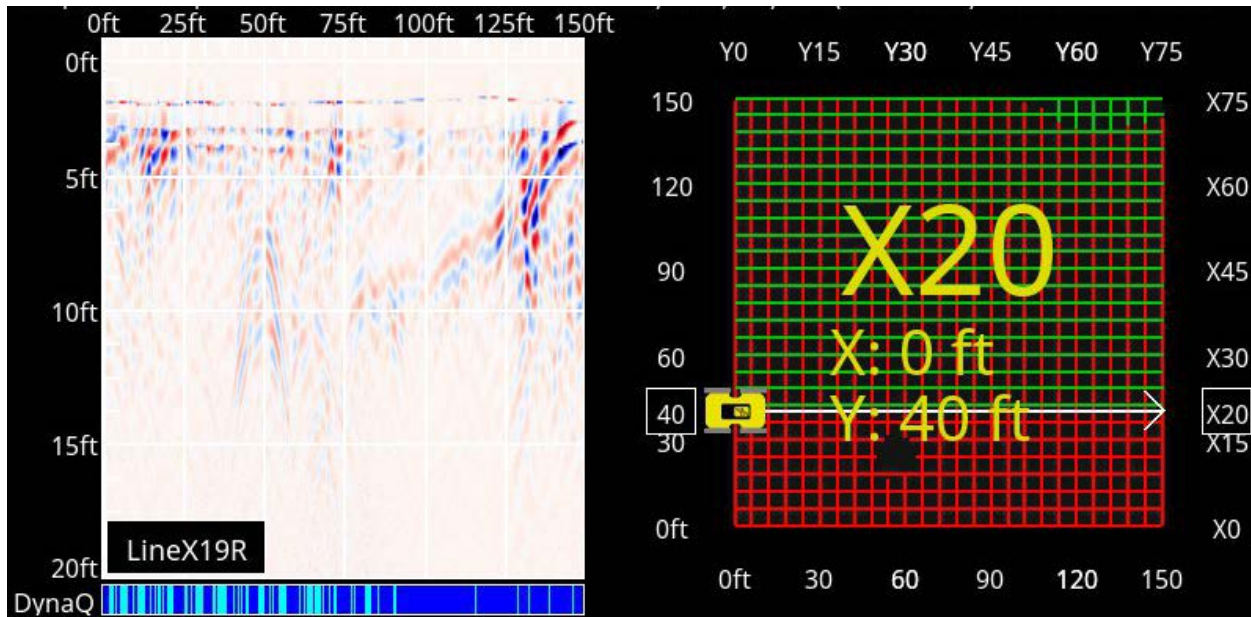 0ft 25ft 50ft 75ft 100ft 125ft 150ft
0ft
5ft
10ft
15ft
20ft
LineX19R
DynaQ
Y0 Y15 Y30 Y45 Y60 Y75
150 X75
120 X60
90 X45
60 X30
40 X20
30 X15
0ft X0
X20
X: 0 ft
Y: 40 ft
0ft 30 60 90 120 150